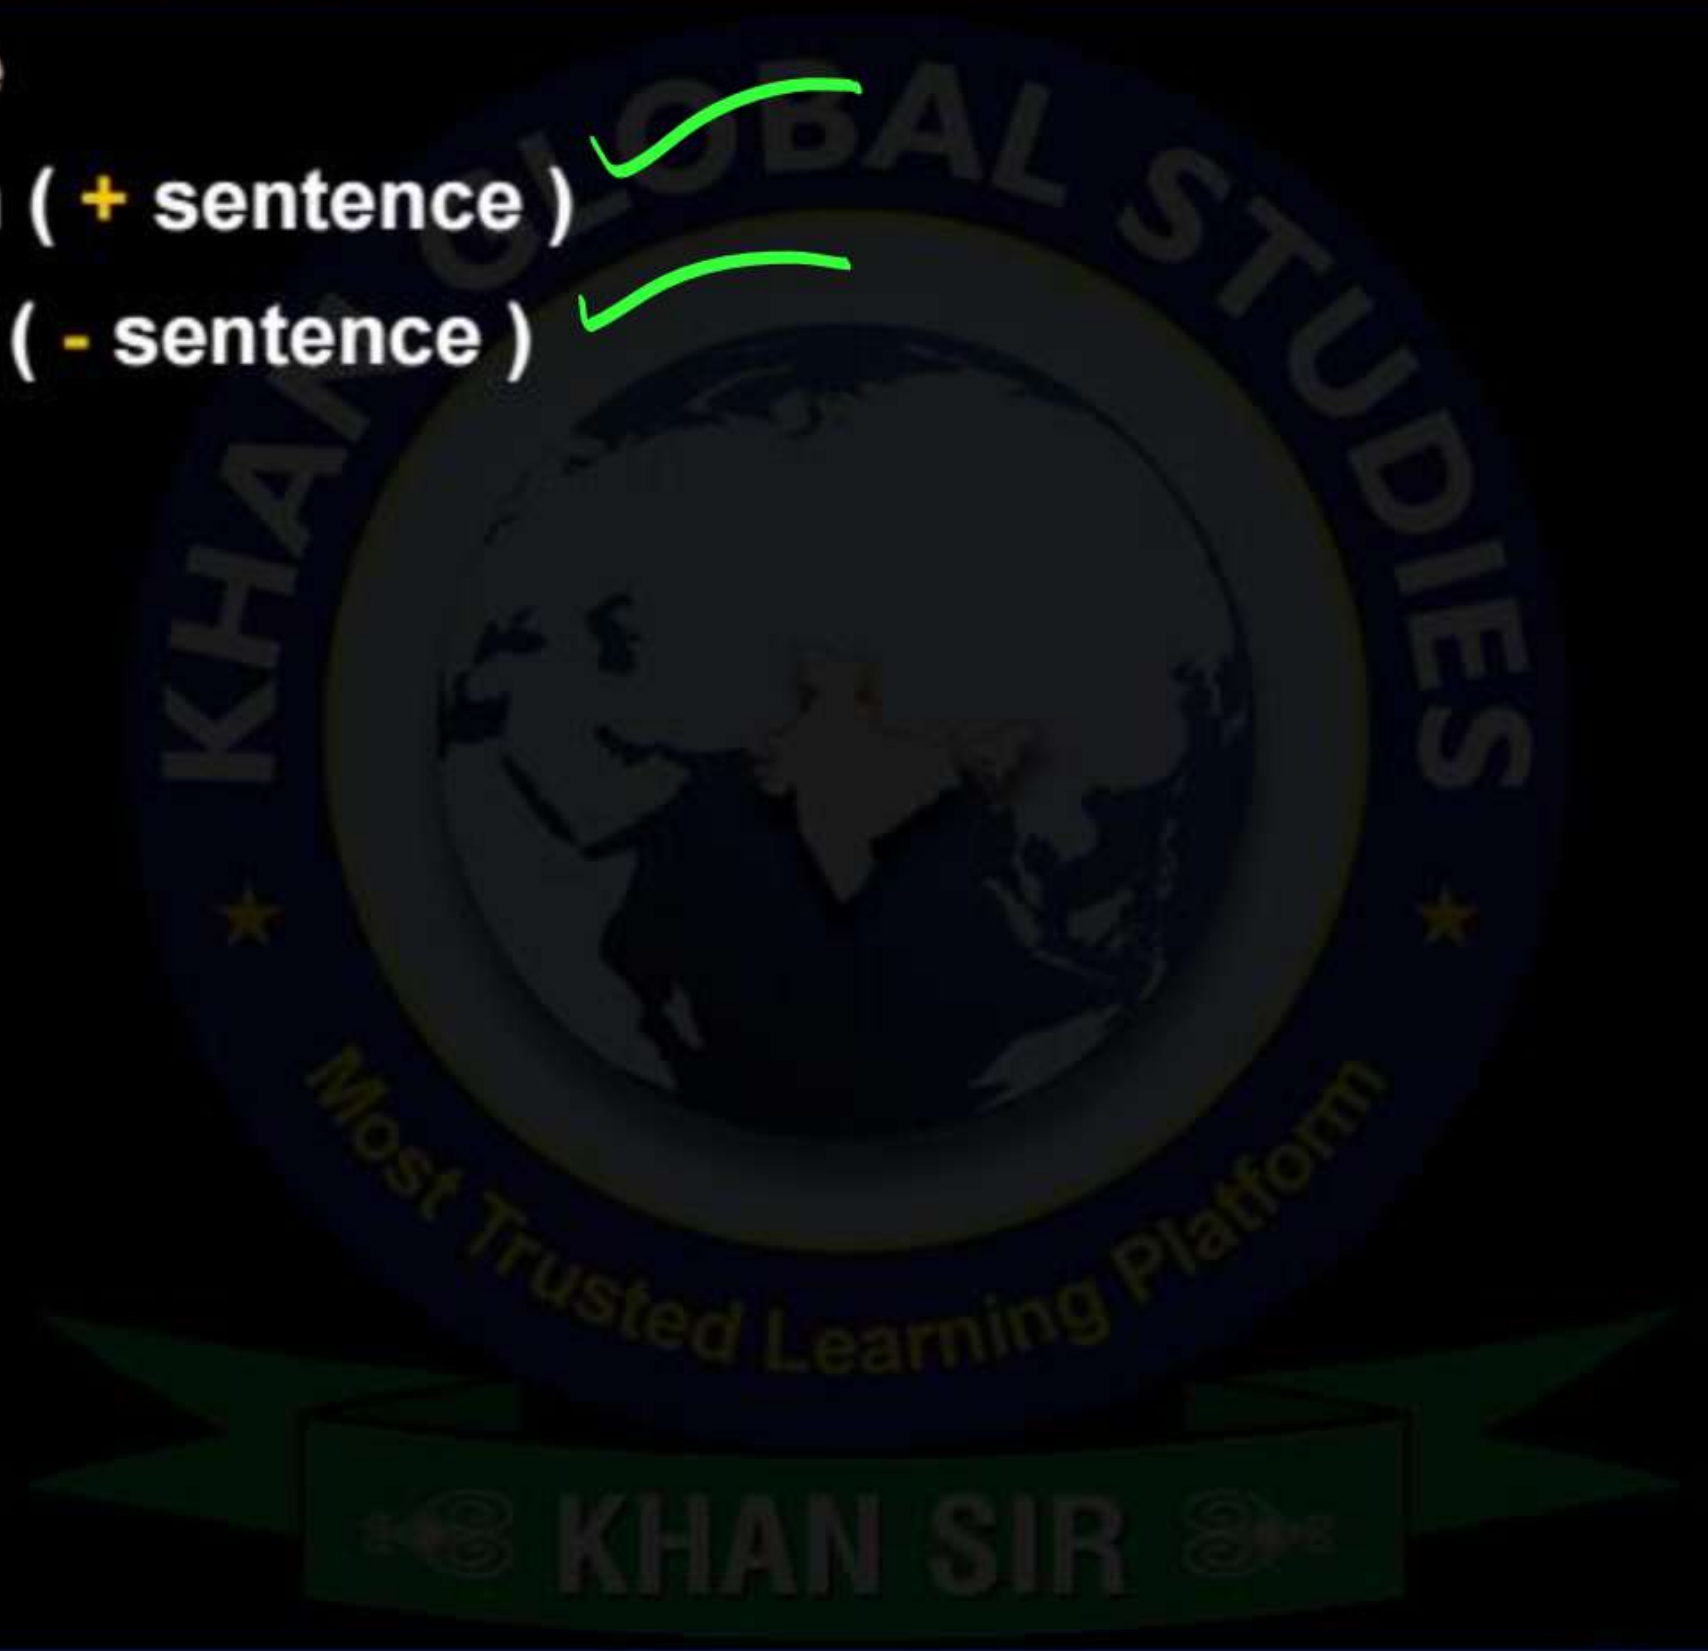 ( + sentence )
( - sentence )
KHAN GLOBAL STUDIES
Most Trusted Learning Platform
KHAN SIR